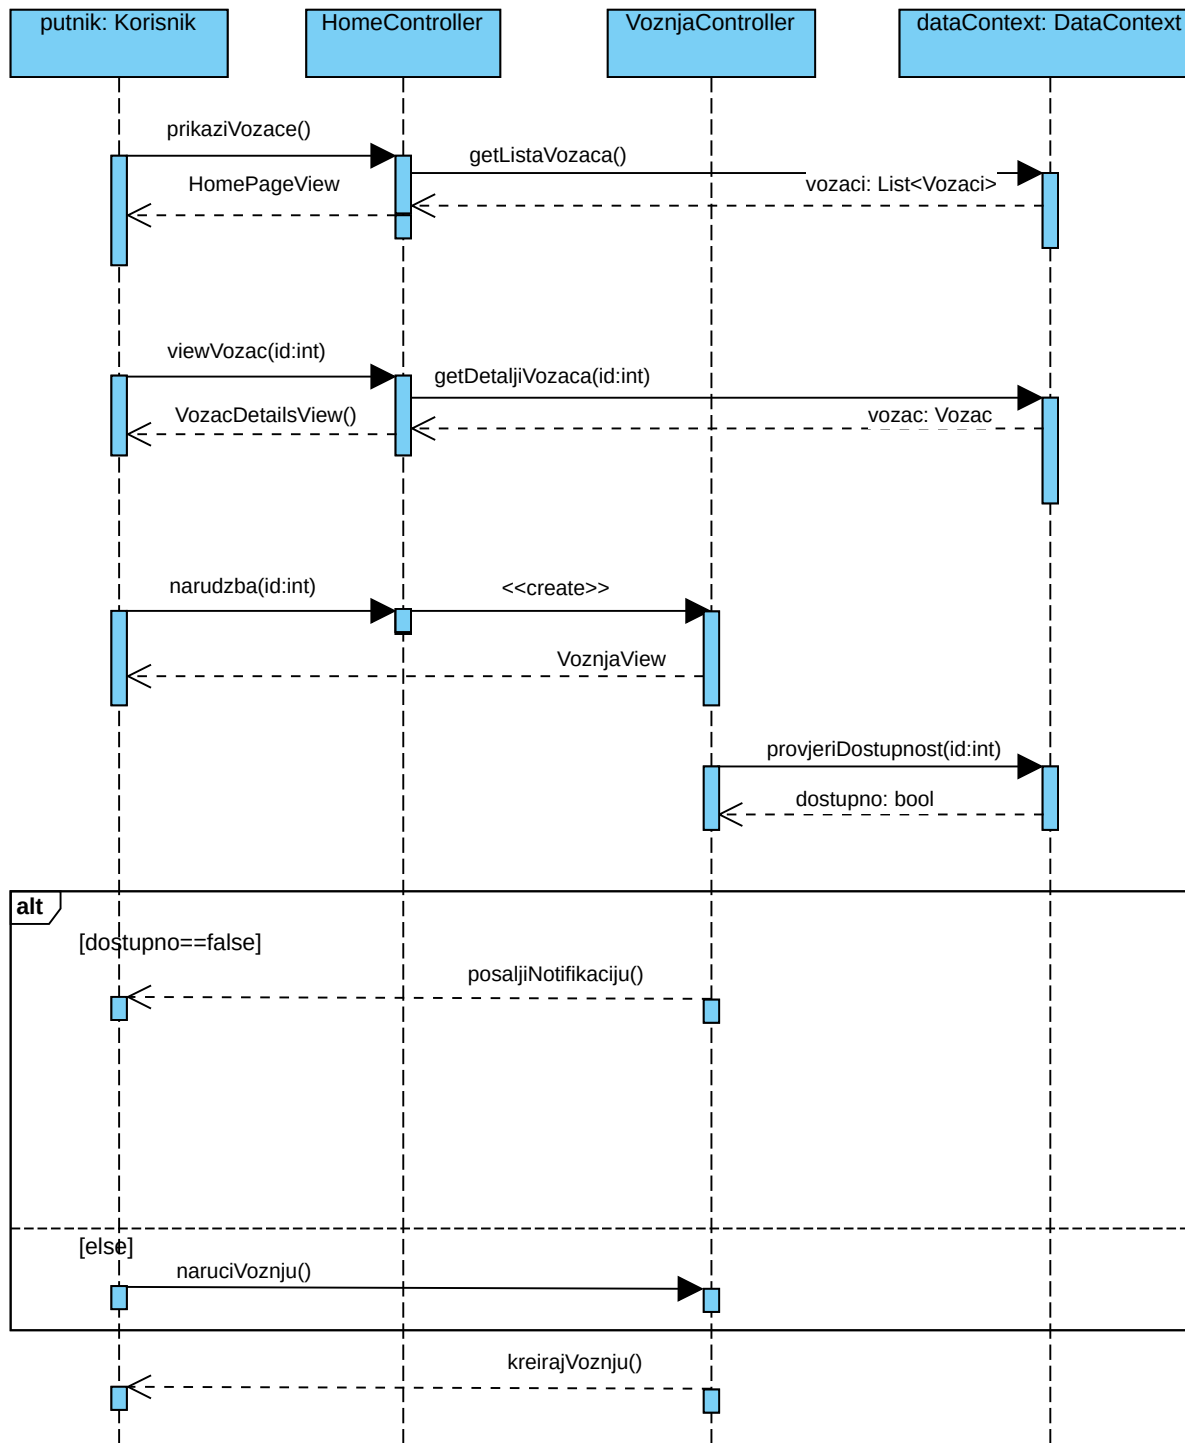 putnik: Korisnik
HomeController
VoznjaController
dataContext: DataContext
prikaziVozace()
getListaVozaca()
HomePageView
vozaci: List<Vozaci>
viewVozac(id:int)
getDetaljiVozaca(id:int)
VozacDetailsView()
vozac: Vozac
narudzba(id:int)
<<create>>
VoznjaView
provjeriDostupnost(id:int)
dostupno: bool
alt
[dostupno==false]
posaljiNotifikaciju()
[else]
naruciVoznju()
kreirajVoznju()